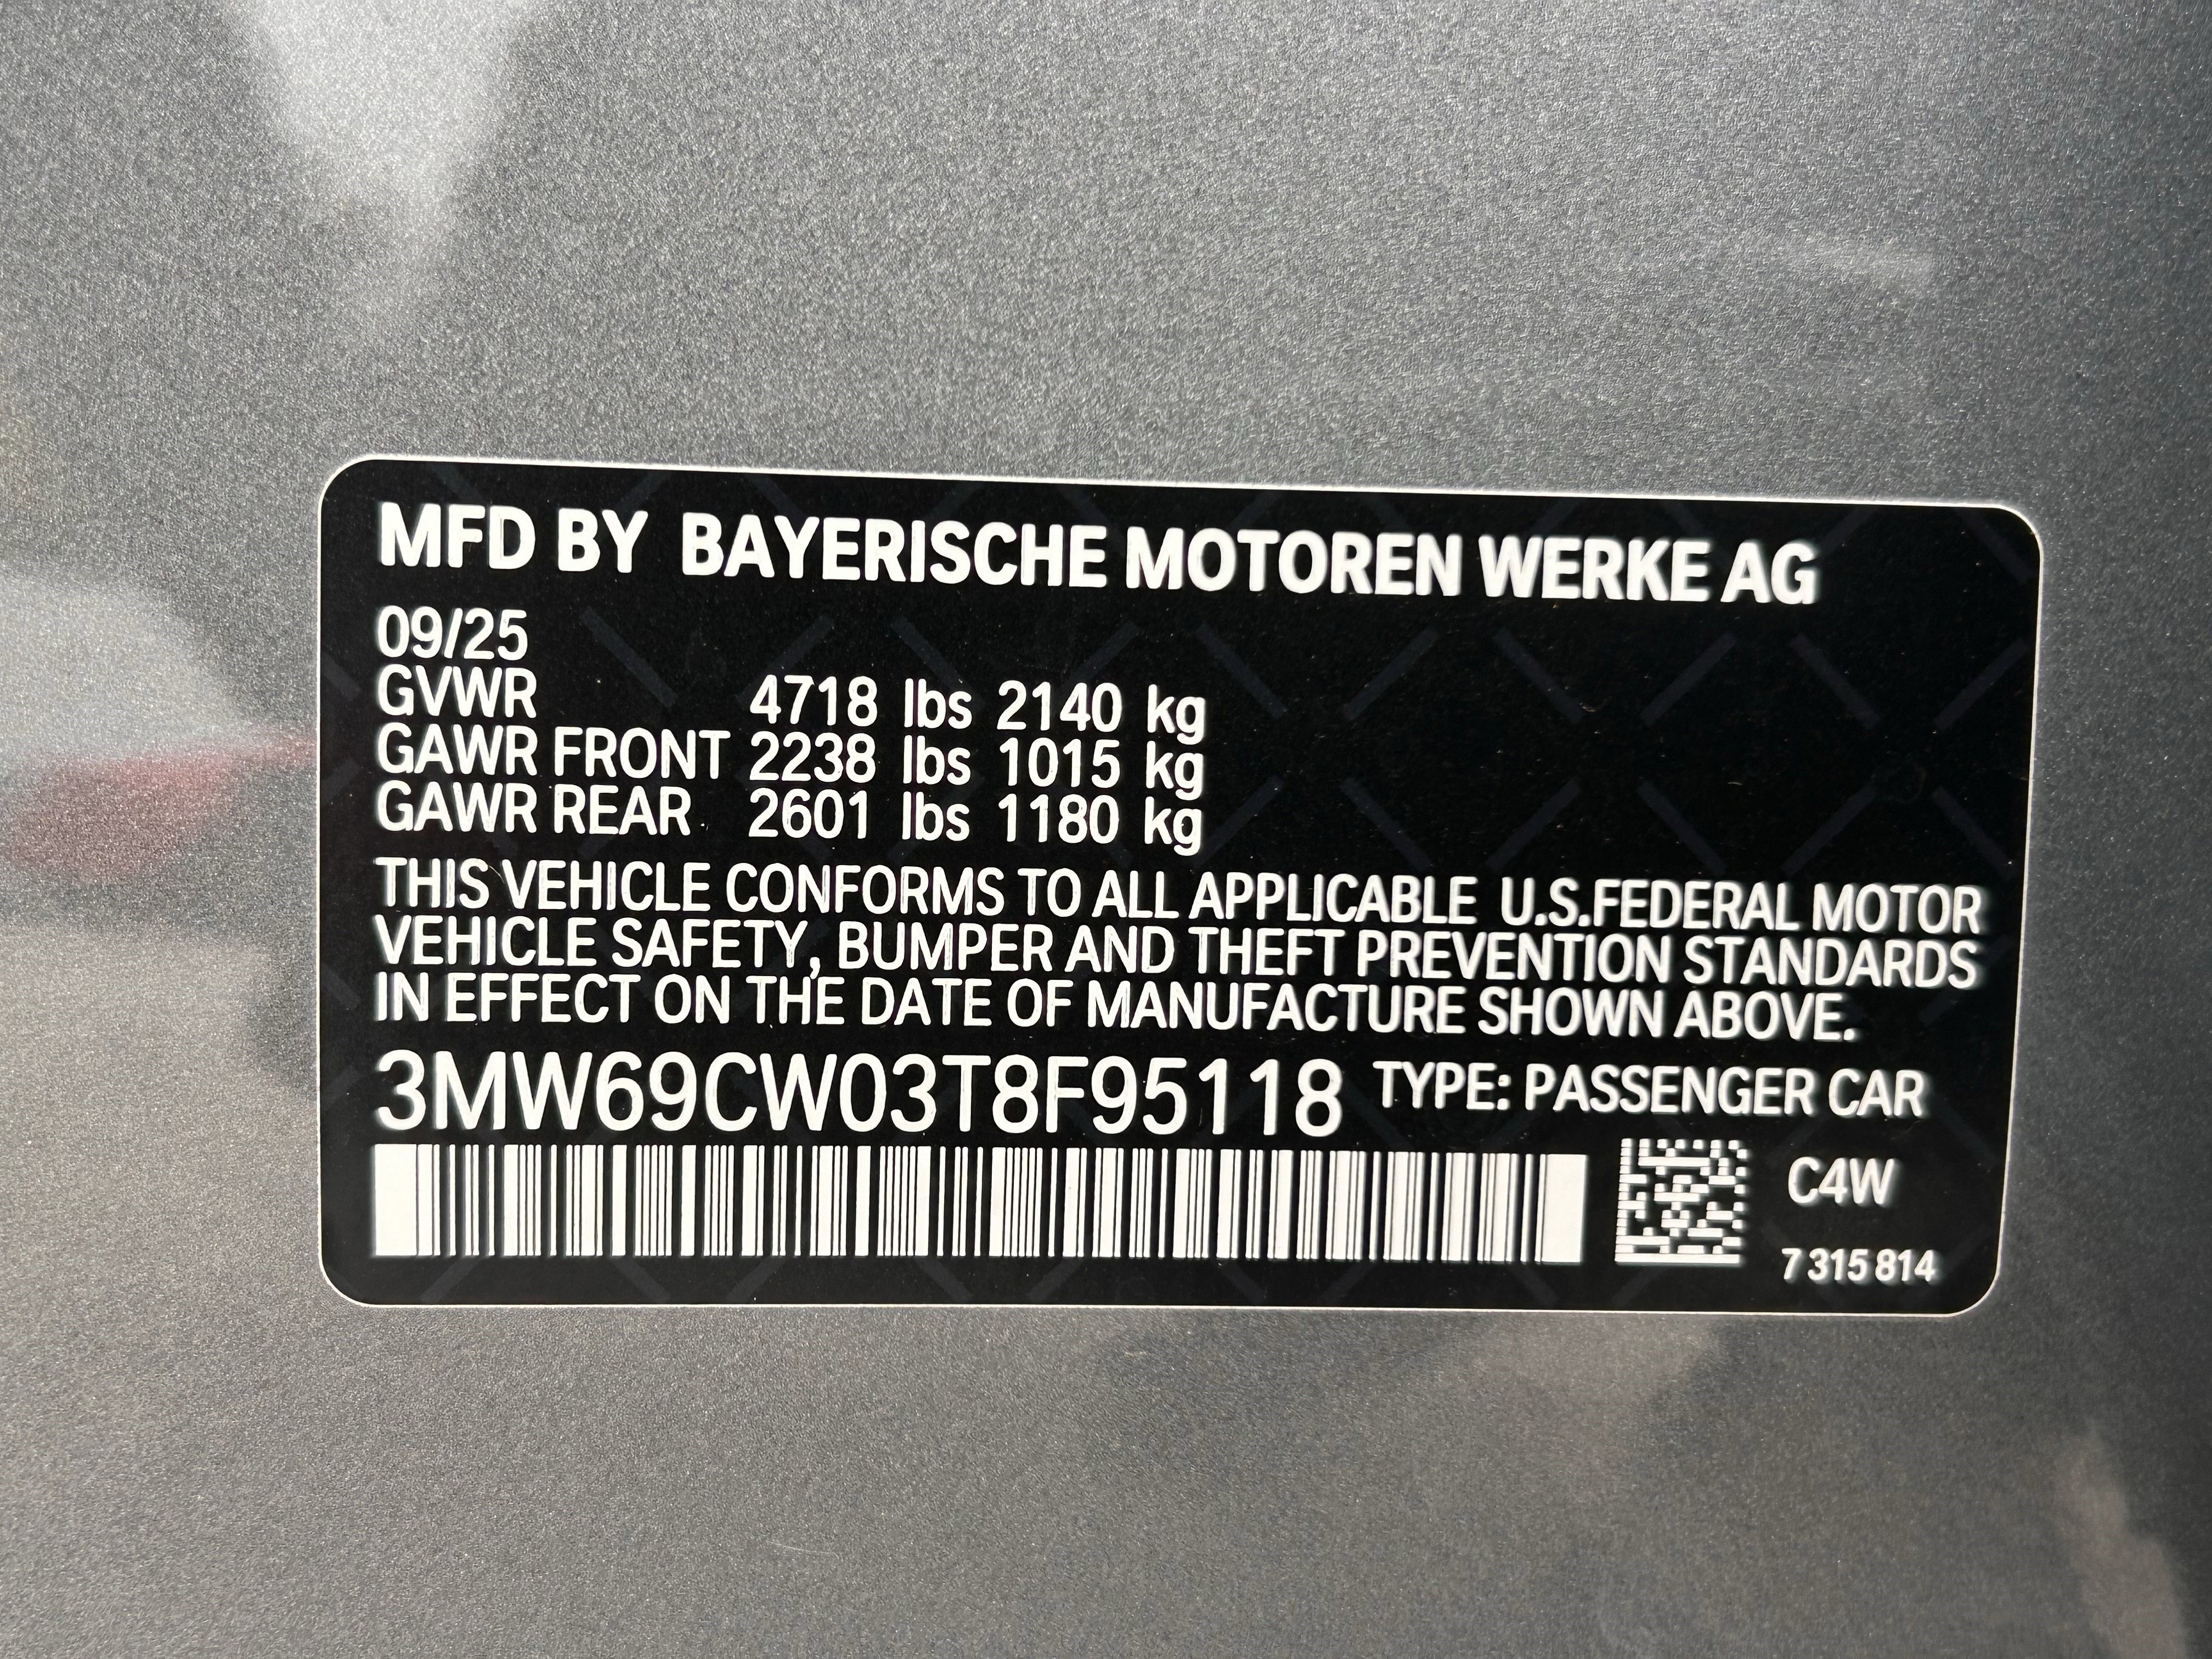 MFD BY BAYERISCHE MOTOREN WERKE AG
09/25
GVWR 4718 lbs 2140 kg
GAWR FRONT 2238 lbs 1015 kg
GAWR REAR 2601 lbs 1180 kg
THIS VEHICLE CONFORMS TO ALL APPLICABLE U.S.FEDERAL MOTOR
VEHICLE SAFETY, BUMPER AND THEFT PREVENTION STANDARDS
IN EFFECT ON THE DATE OF MANUFACTURE SHOWN ABOVE.
3MW69CW03T8F95118 TYPE: PASSENGER CAR
C4W
7 315 814